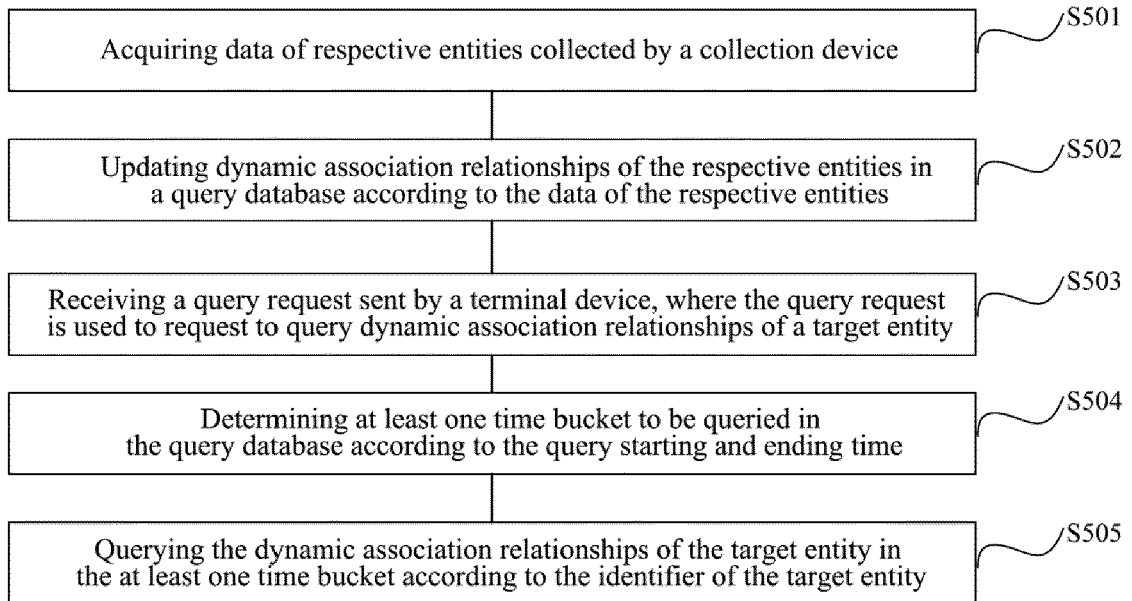 S501
Acquiring data of respective entities collected by a collection device
S502
Updating dynamic association relationships of the respective entities in
a query database according to the data of the respective entities
S503
Receiving a query request sent by a terminal device, where the query request
is used to request to query dynamic association relationships of a target entity
S504
Determining at least one time bucket to be queried in
the query database according to the query starting and ending time
S505
Querying the dynamic association relationships of the target entity in
the at least one time bucket according to the identifier of the target entity